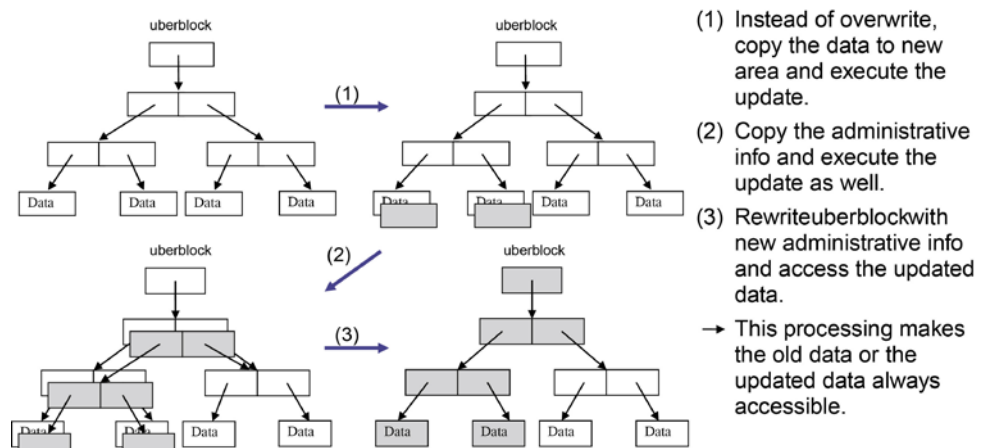 uberblock
Data
Data
Data
Data
(1)
uberblock
Data
Data
Data
Data
(2)
uberblock
Data
Data
Data
Data
(3)
uberblock
Data
Data
Data
Data
(1) Instead of overwrite,
copy the data to new
area and execute the
update.
(2) Copy the administrative
info and execute the
update as well.
(3) Rewriteuberblockwith
new administrative info
and access the updated
data.
→ This processing makes
the old data or the
updated data always
accessible.